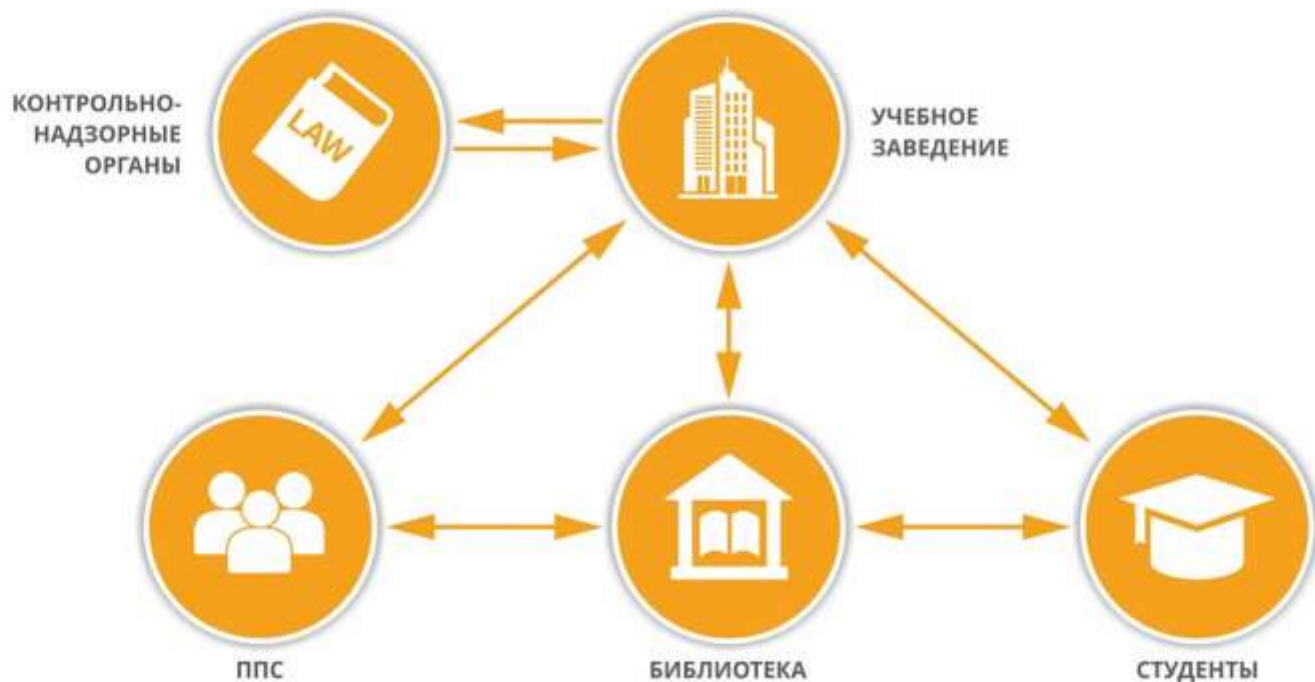 КОНТРОЛЬНО-
НАДЗОРНЫЕ
ОРГАНЫ
LAW
УЧЕБНОЕ
ЗАВЕДЕНИЕ
ППС
БИБЛИОТЕКА
СТУДЕНТЫ